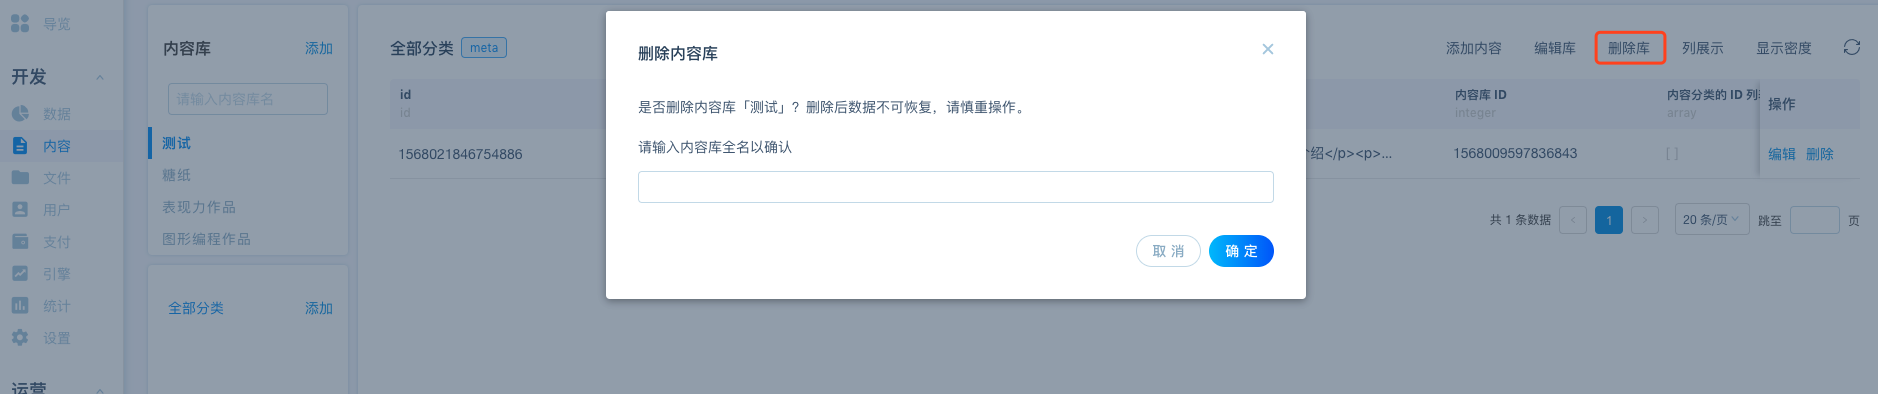 导览
开发
数据
内容
文件
用户
支付
引擎
统计
设置
运营
内容库 添加
请输入内容库名
测试
糖纸
表现力作品
图形编程作品
全部分类 添加
全部分类 meta
添加内容 编辑库 删除库 列展示 显示密度
id
id
内容库 ID
integer
内容分类的 ID 列
array
操作
1568021846754886
绍</p><p>...
1568009597836843
[ ]
编辑 删除
共 1 条数据 < 1 > 20 条/页 跳至 页
删除内容库
是否删除内容库「测试」？删除后数据不可恢复，请慎重操作。
请输入内容库全名以确认
取 消 确 定